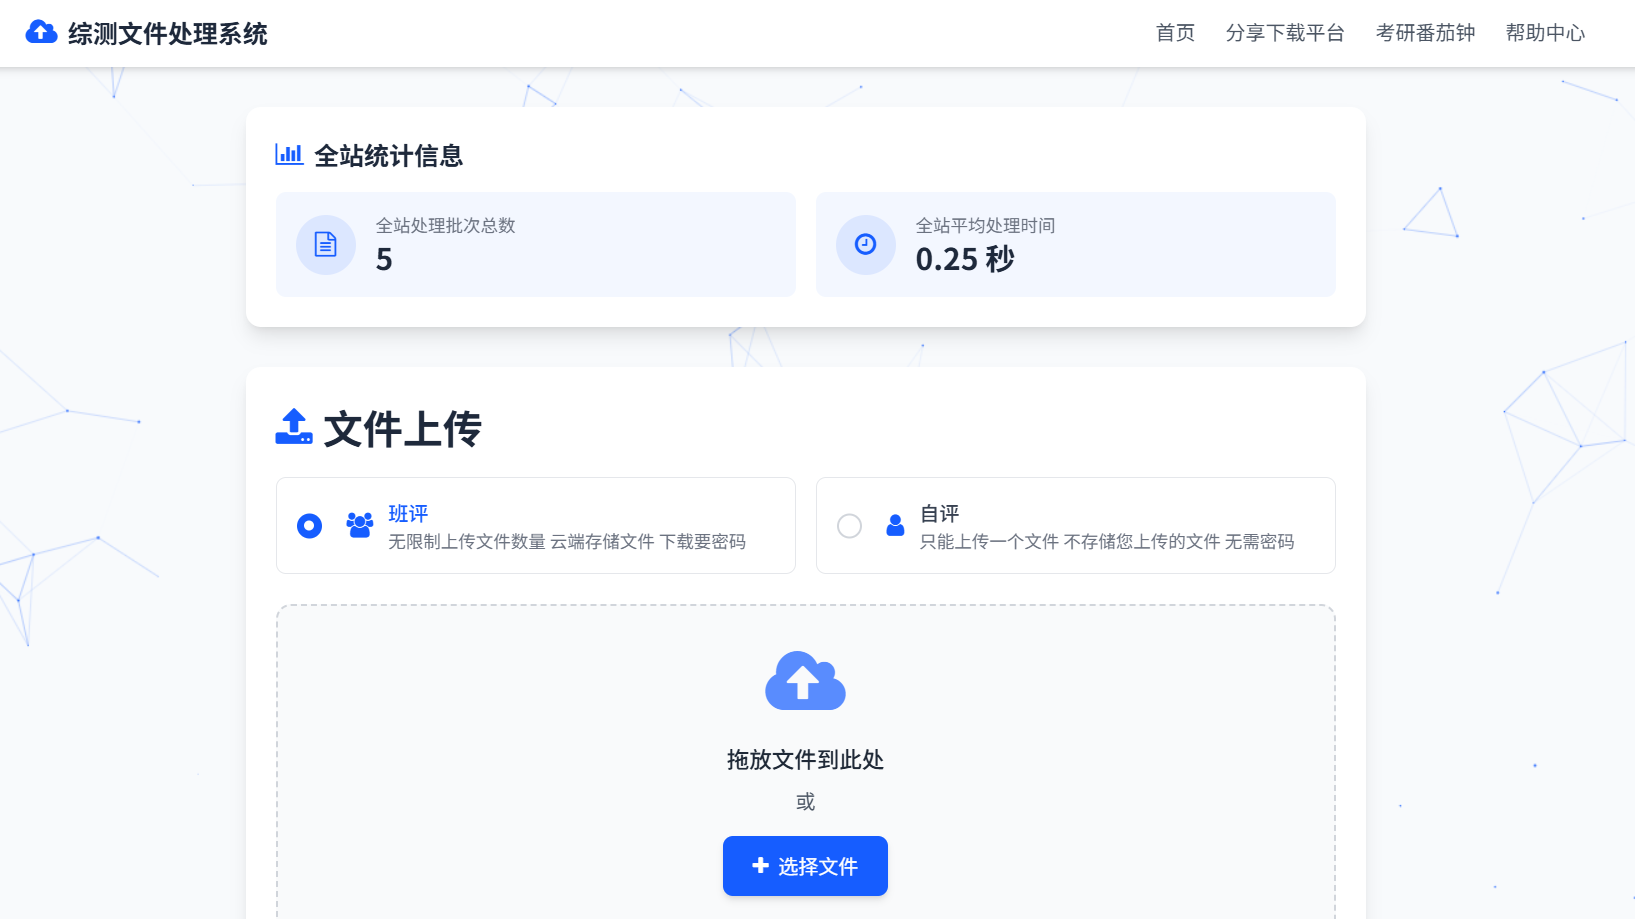 综测文件处理系统
首页 分享下载平台 考研番茄钟 帮助中心
全站统计信息
全站处理批次总数
5
全站平均处理时间
0.25 秒
文件上传
班评
无限制上传文件数量 云端存储文件 下载要密码
自评
只能上传一个文件 不存储您上传的文件 无需密码
拖放文件到此处
或
选择文件